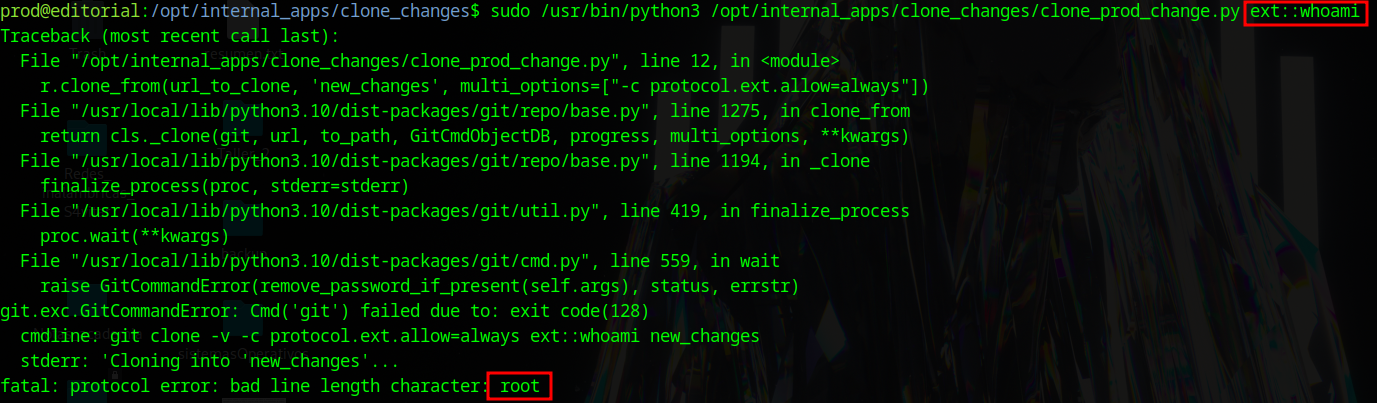 prod@editorial:/opt/internal_apps/clone_changes$ sudo /usr/bin/python3 /opt/internal_apps/clone_changes/clone_prod_change.py ext::whoami
Traceback (most recent call last):
  File "/opt/internal_apps/clone_changes/clone_prod_change.py", line 12, in <module>
    r.clone_from(url_to_clone, 'new_changes', multi_options=["-c protocol.ext.allow=always"])
  File "/usr/local/lib/python3.10/dist-packages/git/repo/base.py", line 1275, in clone_from
    return cls._clone(git, url, to_path, GitCmdObjectDB, progress, multi_options, **kwargs)
  File "/usr/local/lib/python3.10/dist-packages/git/repo/base.py", line 1194, in _clone
    finalize_process(proc, stderr=stderr)
  File "/usr/local/lib/python3.10/dist-packages/git/util.py", line 419, in finalize_process
    proc.wait(**kwargs)
  File "/usr/local/lib/python3.10/dist-packages/git/cmd.py", line 559, in wait
    raise GitCommandError(remove_password_if_present(self.args), status, errstr)
git.exc.GitCommandError: Cmd('git') failed due to: exit code(128)
  cmdline: git clone -v -c protocol.ext.allow=always ext::whoami new_changes
  stderr: 'Cloning into 'new_changes'...
fatal: protocol error: bad line length character: root